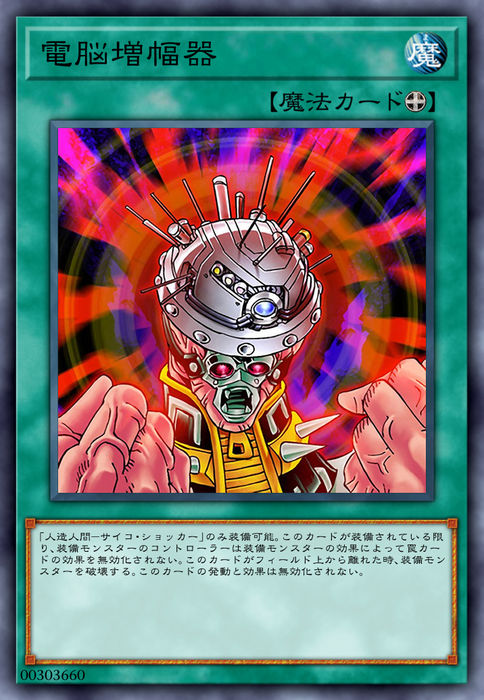 電脳増幅器
魔
【魔法カード】
「人造人間－サイコ・ショッカー」のみ装備可能。このカードが装備されている限
り、装備モンスターのコントローラーは装備モンスターの効果によって罠カー
ドの効果を無効化されない。このカードがフィールド上から離れた時、装備モン
スターを破壊する。このカードの発動と効果は無効化されない。
00303660